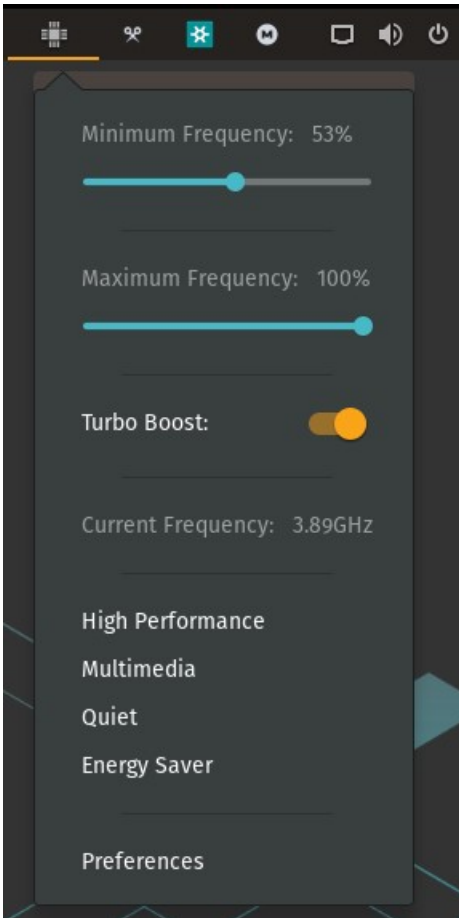 M
Minimum Frequency: 53%
Maximum Frequency: 100%
Turbo Boost:
Current Frequency: 3.89GHz
High Performance
Multimedia
Quiet
Energy Saver
Preferences